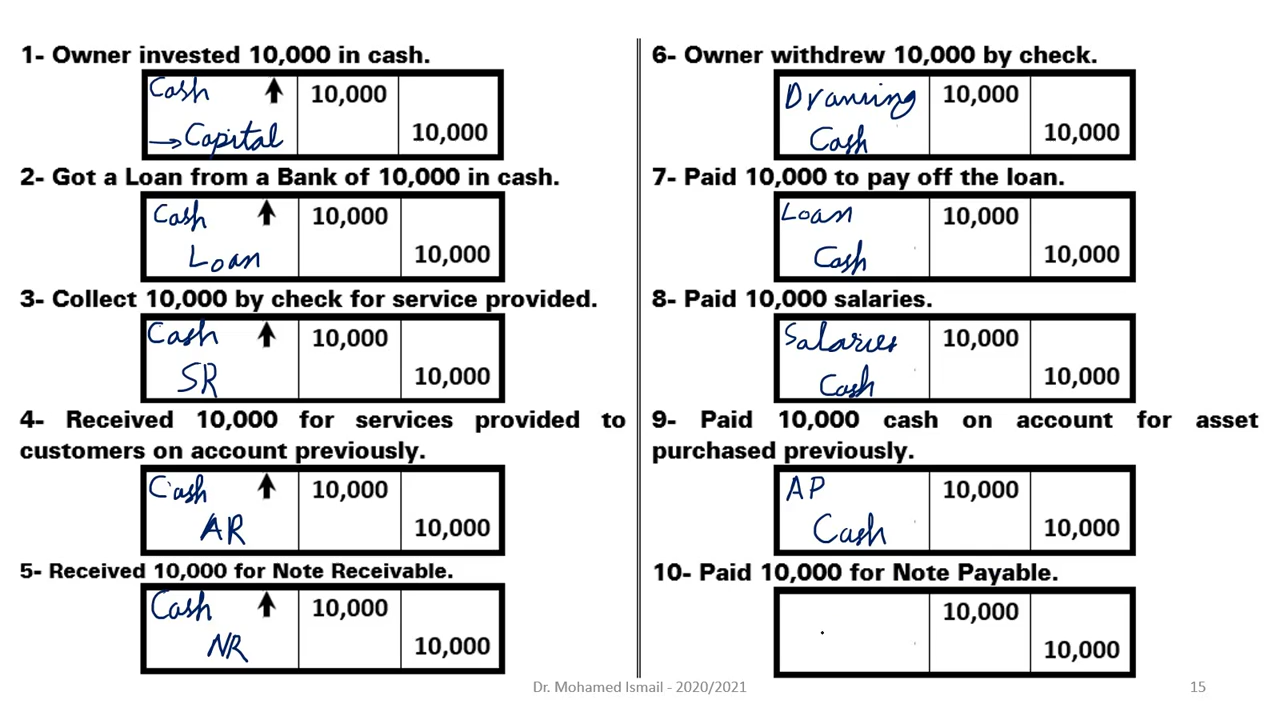 1- Owner invested 10,000 in cash.
Cash ↑ 10,000
→ Capital 10,000
2- Got a Loan from a Bank of 10,000 in cash.
Cash ↑ 10,000
Loan 10,000
3- Collect 10,000 by check for service provided.
Cash ↑ 10,000
SR 10,000
4- Received 10,000 for services provided to
customers on account previously.
Cash ↑ 10,000
AR 10,000
5- Received 10,000 for Note Receivable.
Cash ↑ 10,000
NR 10,000
6- Owner withdrew 10,000 by check.
Drawing 10,000
Cash 10,000
7- Paid 10,000 to pay off the loan.
Loan 10,000
Cash 10,000
8- Paid 10,000 salaries.
Salaries 10,000
Cash 10,000
9- Paid 10,000 cash on account for asset
purchased previously.
AP 10,000
Cash 10,000
10- Paid 10,000 for Note Payable.
10,000
10,000
Dr. Mohamed Ismail - 2020/2021
15